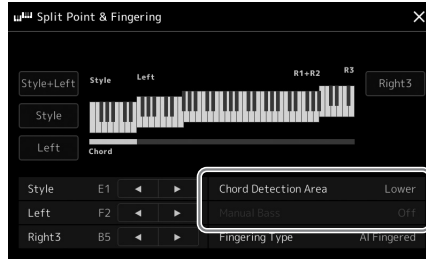 Split Point & Fingering
Style+Left
Style
Left
R1+R2
R3
Right3
Style
Left
Chord
Style E1 Chord Detection Area Lower
Left F2 Manual Bass Off
Right3 B5 Fingering Type AI Fingered